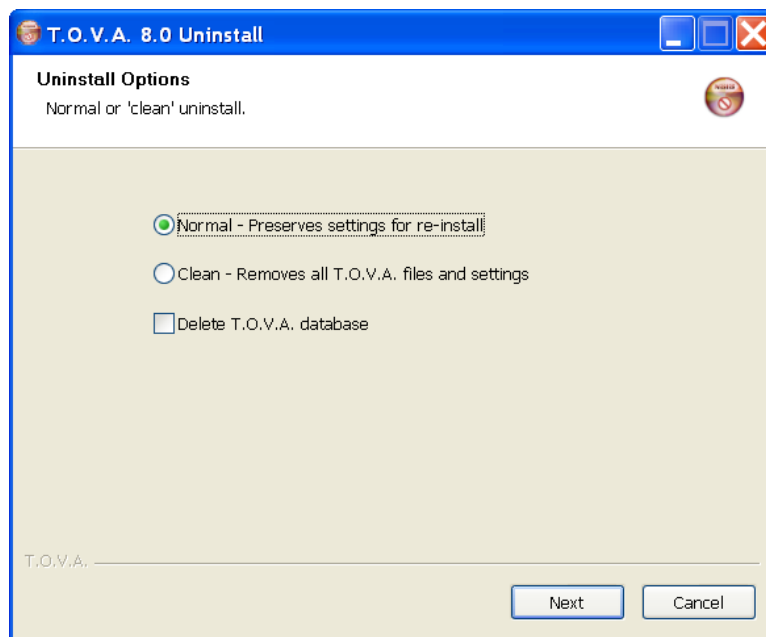 T.O.V.A. 8.0 Uninstall
Uninstall Options
Normal or 'clean' uninstall.
Normal - Preserves settings for re-install
Clean - Removes all T.O.V.A. files and settings
Delete T.O.V.A. database
T.O.V.A.
Next Cancel